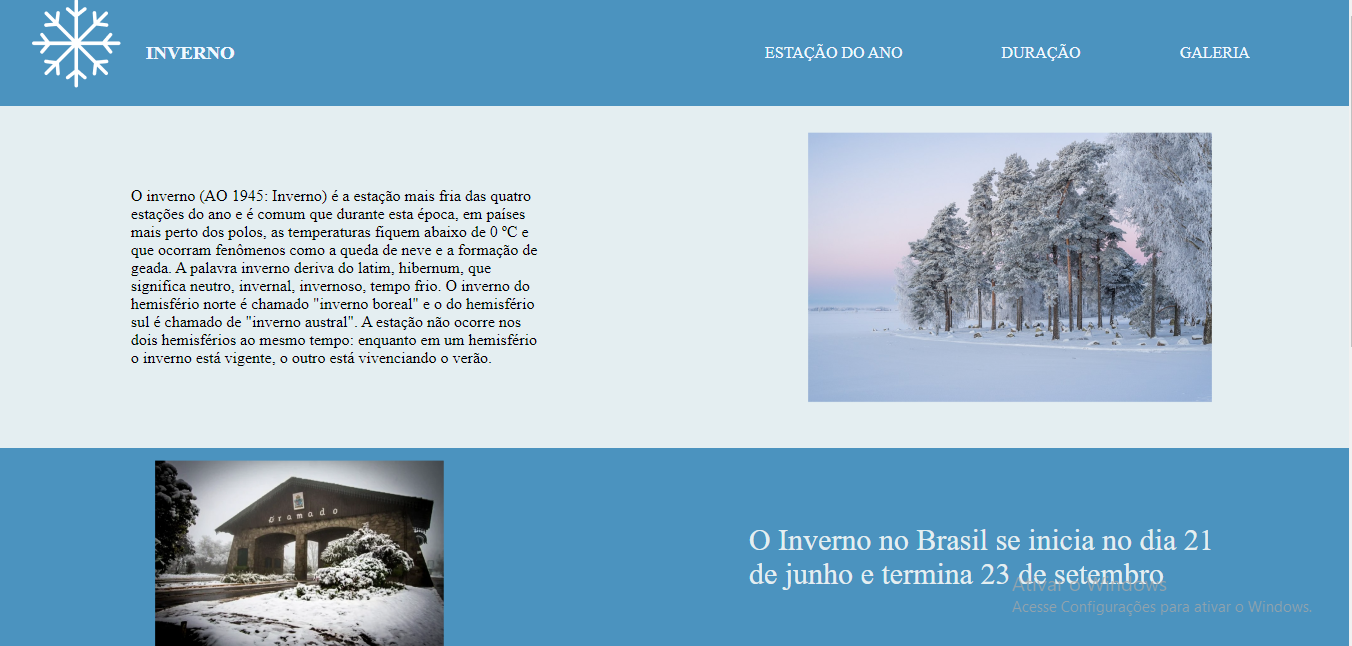 INVERNO
ESTAÇÃO DO ANO
DURAÇÃO
GALERIA
O inverno (AO 1945: Inverno) é a estação mais fria das quatro
estações do ano e é comum que durante esta época, em países
mais perto dos polos, as temperaturas fiquem abaixo de 0 °C e
que ocorram fenômenos como a queda de neve e a formação de
geada. A palavra inverno deriva do latim, hibernum, que
significa neutro, invernal, invernoso, tempo frio. O inverno do
hemisfério norte é chamado "inverno boreal" e o do hemisfério
sul é chamado de "inverno austral". A estação não ocorre nos
dois hemisférios ao mesmo tempo: enquanto em um hemisfério
o inverno está vigente, o outro está vivenciando o verão.
gramado
O Inverno no Brasil se inicia no dia 21
de junho e termina 23 de setembro
Ativar o Windows
Acesse Configurações para ativar o Windows.